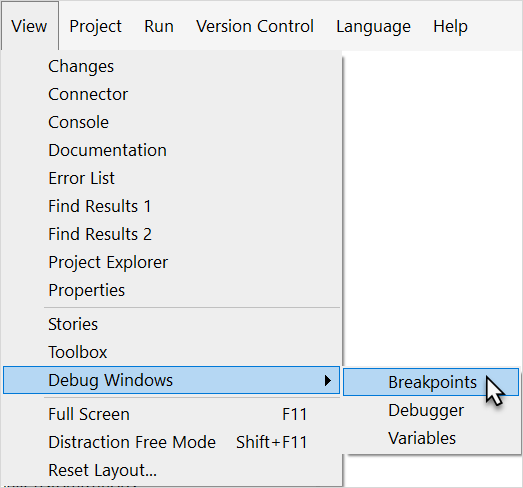 View Project Run Version Control Language Help
Changes
Connector
Console
Documentation
Error List
Find Results 1
Find Results 2
Project Explorer
Properties
Stories
Toolbox
Debug Windows
Breakpoints
Debugger
Variables
Full Screen F11
Distraction Free Mode Shift+F11
Reset Layout...